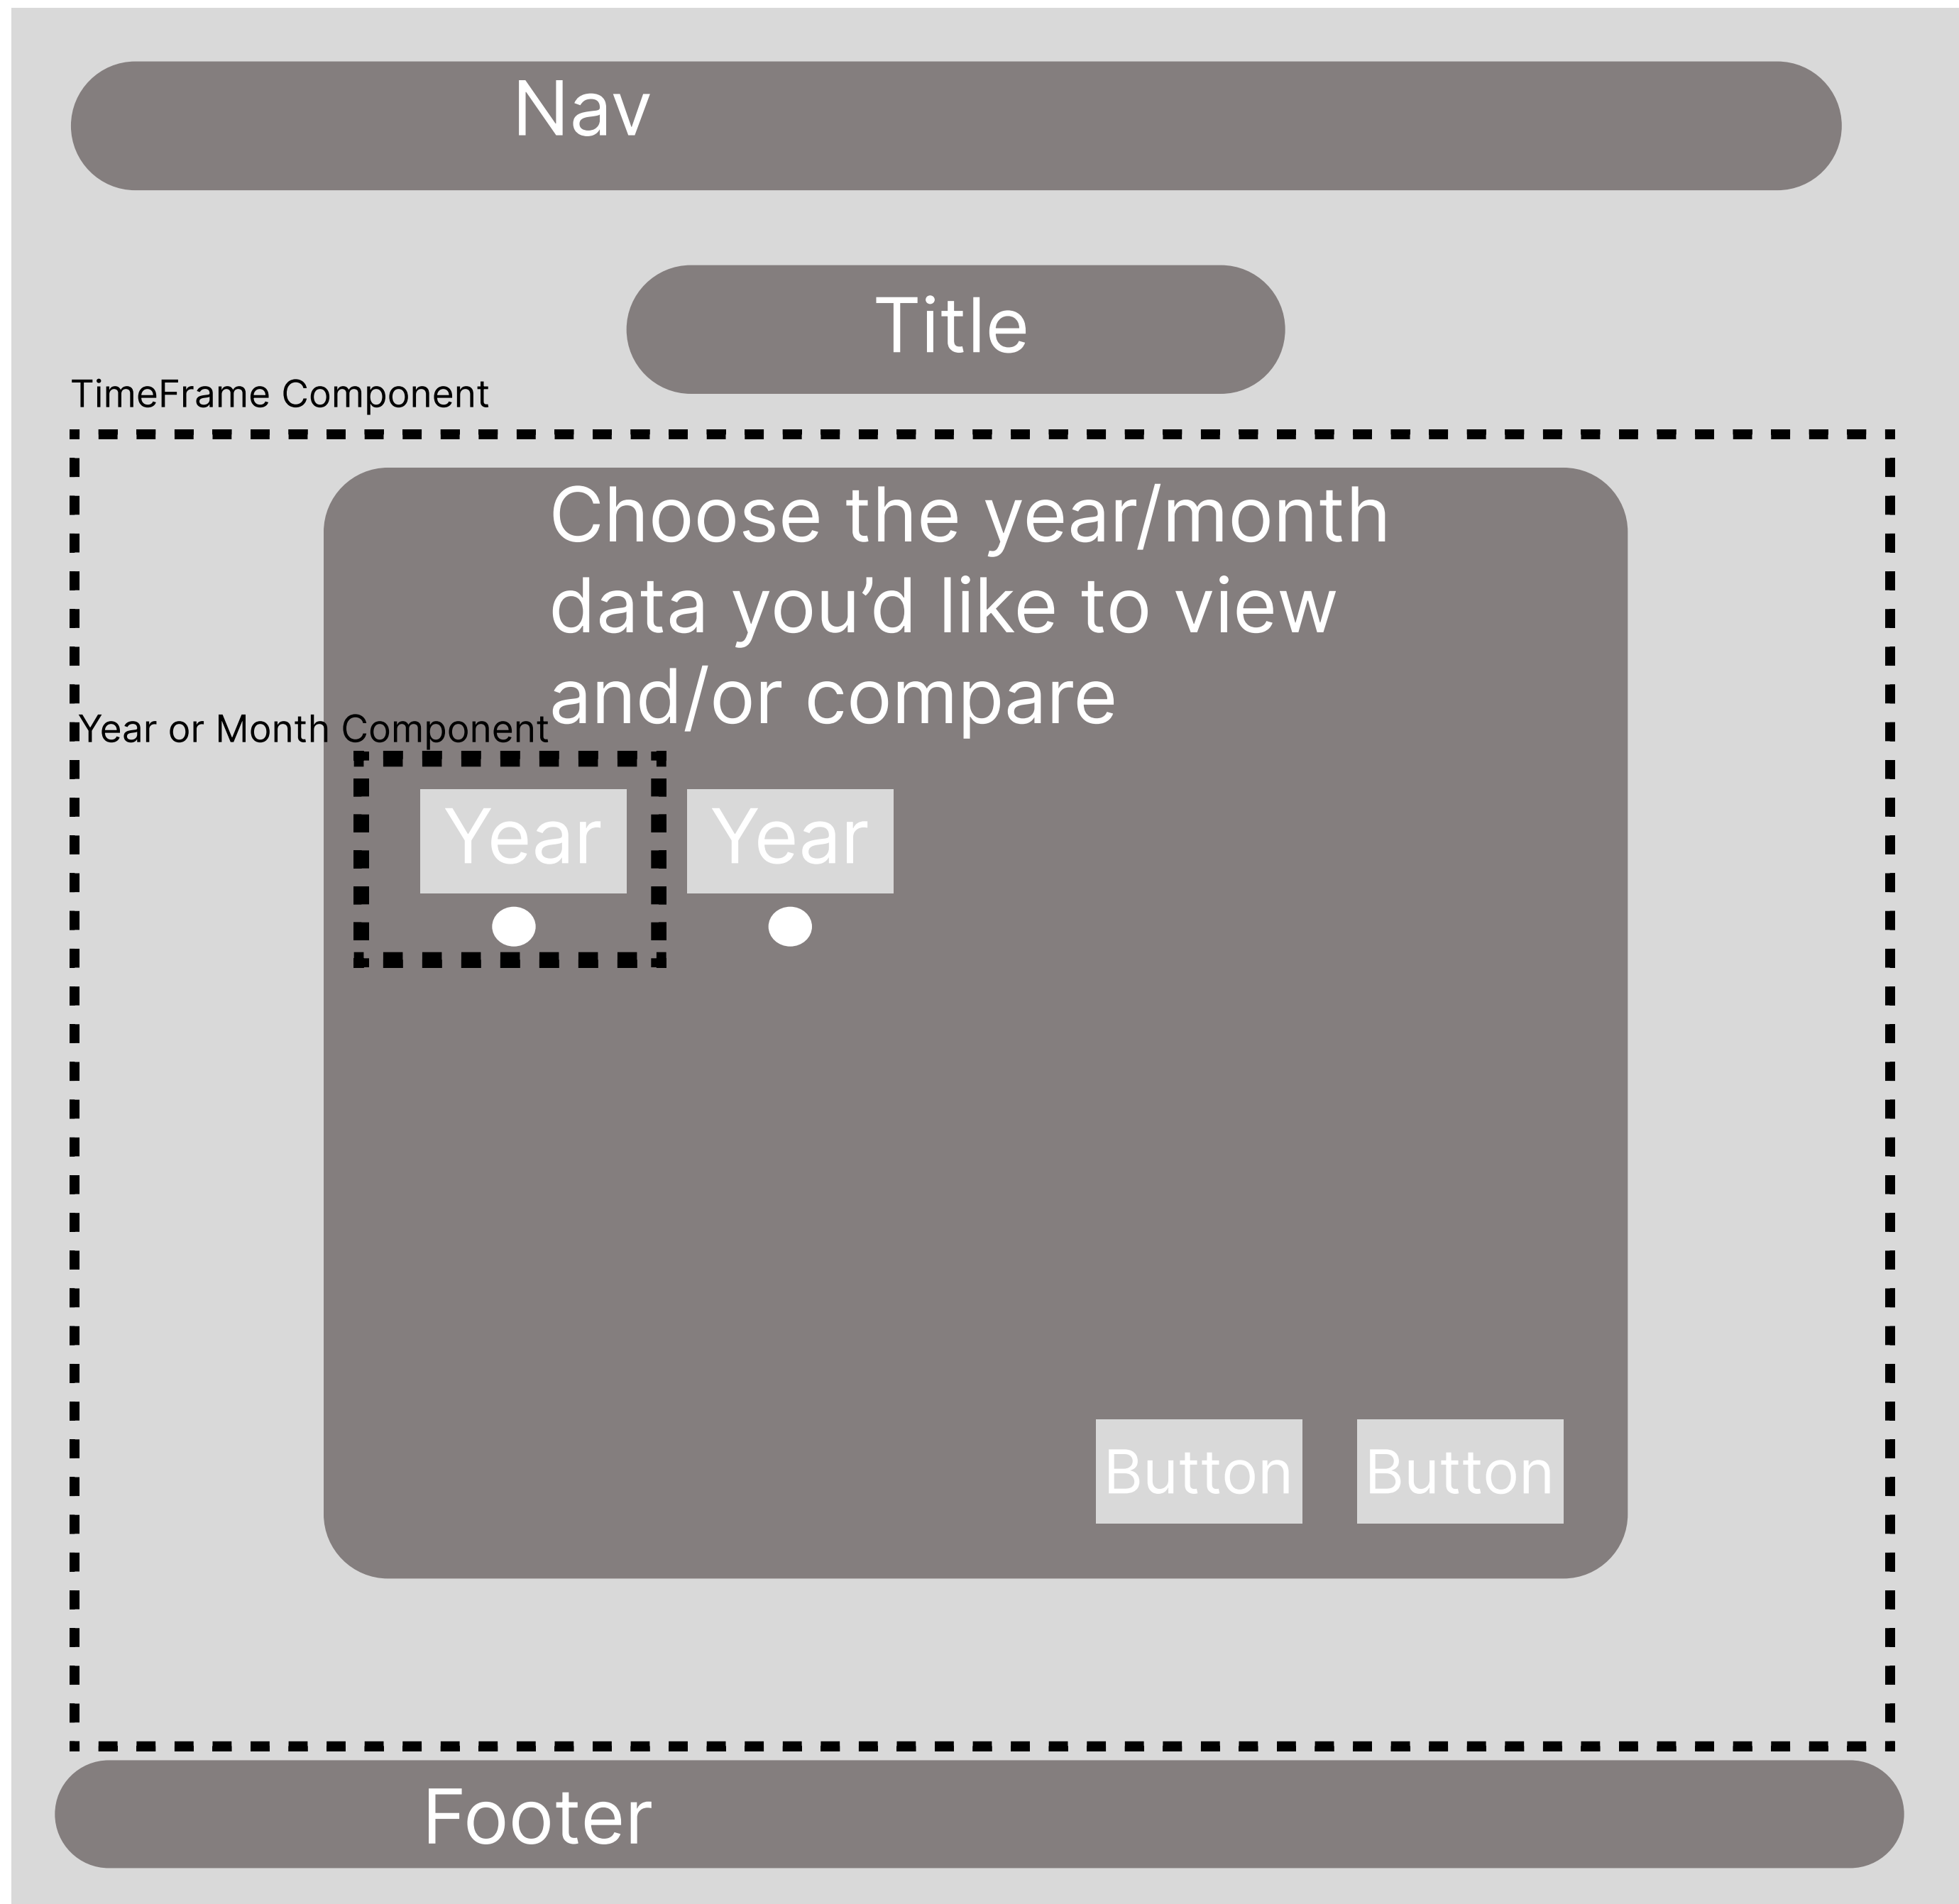 Nav
Title
TimeFrame Component
Choose the year/month
data you’d like to view
and/or compare
Year or Month Component
Year
Year
Button
Button
Footer